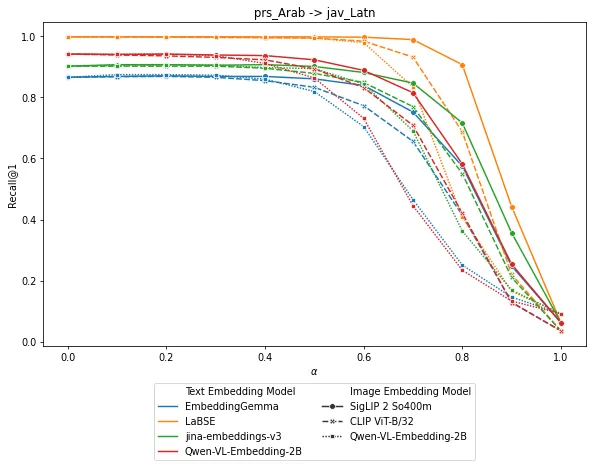 prs_Arab -> jav_Latn
1.0
0.8
0.6
0.4
0.2
0.0
Recall@1
0.0 0.2 0.4 0.6 0.8 1.0
α
Text Embedding Model Image Embedding Model
EmbeddingGemma SigLIP 2 So400m
LaBSE CLIP ViT-B/32
jina-embeddings-v3 Qwen-VL-Embedding-2B
Qwen-VL-Embedding-2B